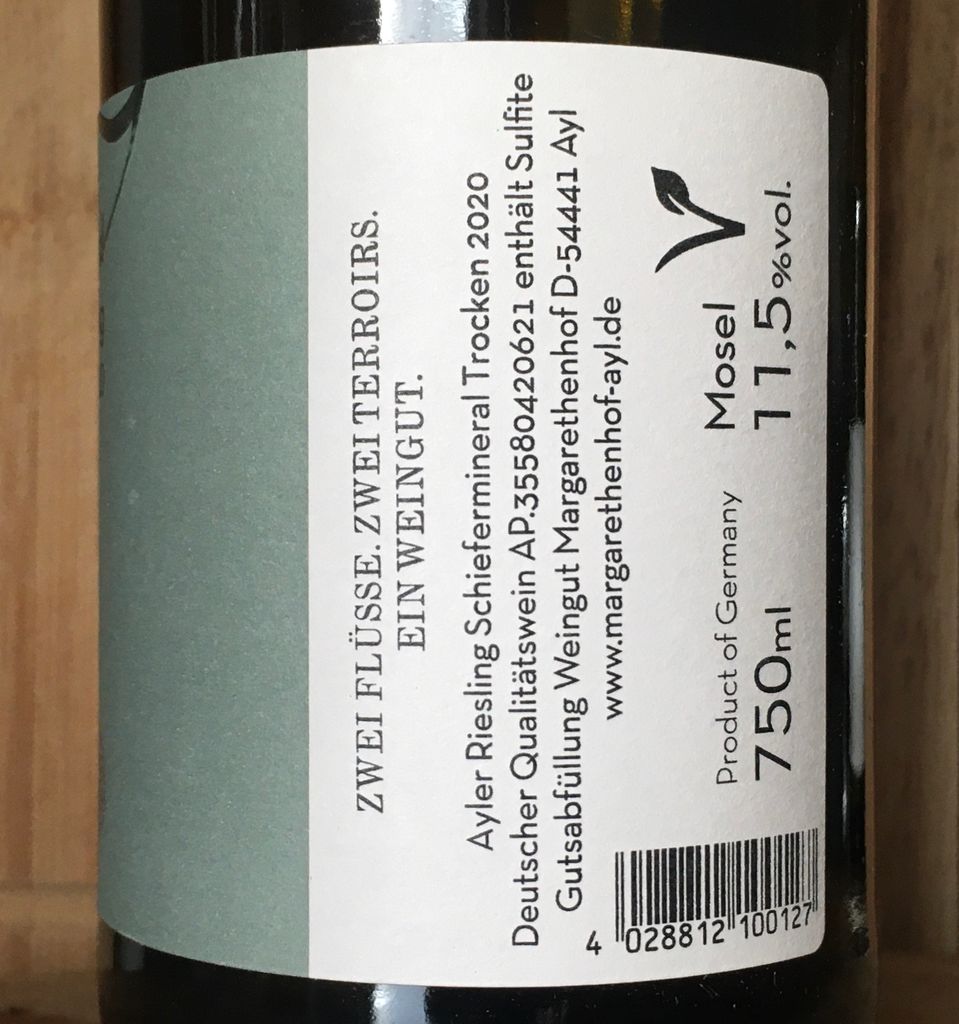 ZWEI FLÜSSE. ZWEI TERROIRS.
EIN WEINGUT.
Ayler Riesling Schiefermineral Trocken 2020
Deutscher Qualitätswein AP.35580420621 enthält Sulfite
Gutsabfüllung Weingut Margarethenhof D-54441 Ayl
www.margarethenhof-ayl.de
Product of Germany Mosel
750ml 11,5%vol.
4 028812 100127